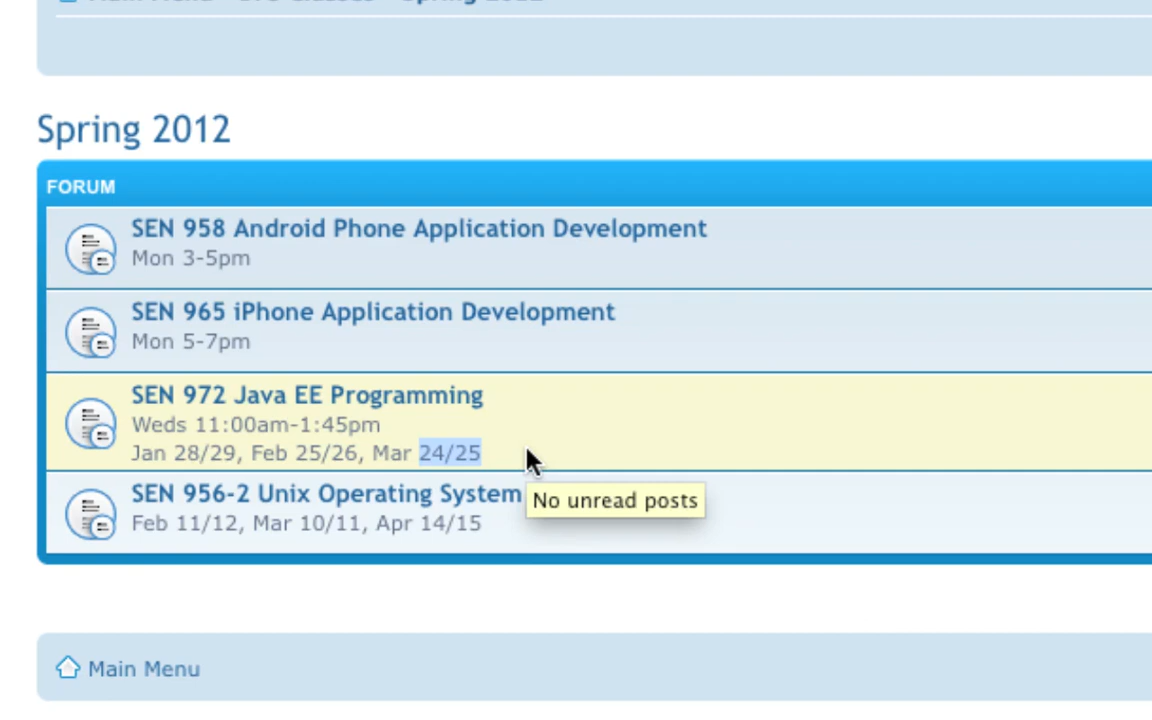 Spring 2012
FORUM
SEN 958 Android Phone Application Development
Mon 3-5pm
SEN 965 iPhone Application Development
Mon 5-7pm
SEN 972 Java EE Programming
Weds 11:00am-1:45pm
Jan 28/29, Feb 25/26, Mar 24/25
SEN 956-2 Unix Operating System
No unread posts
Feb 11/12, Mar 10/11, Apr 14/15
Main Menu